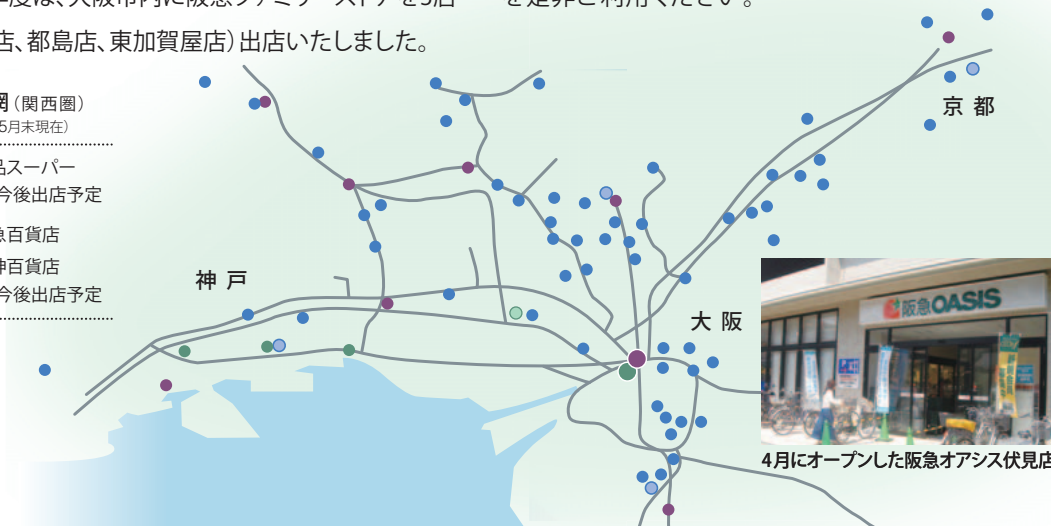 度は、大阪市内に阪急ファミリーストアを3店 を是非ご利用ください。
店、都島店、東加賀屋店）出店いたしました。
網（関西圏）
5月末現在）
品スーパー
今後出店予定
急百貨店
神百貨店
今後出店予定
京都
神戸
大阪
阪急OASIS
4月にオープンした阪急オアシス伏見店